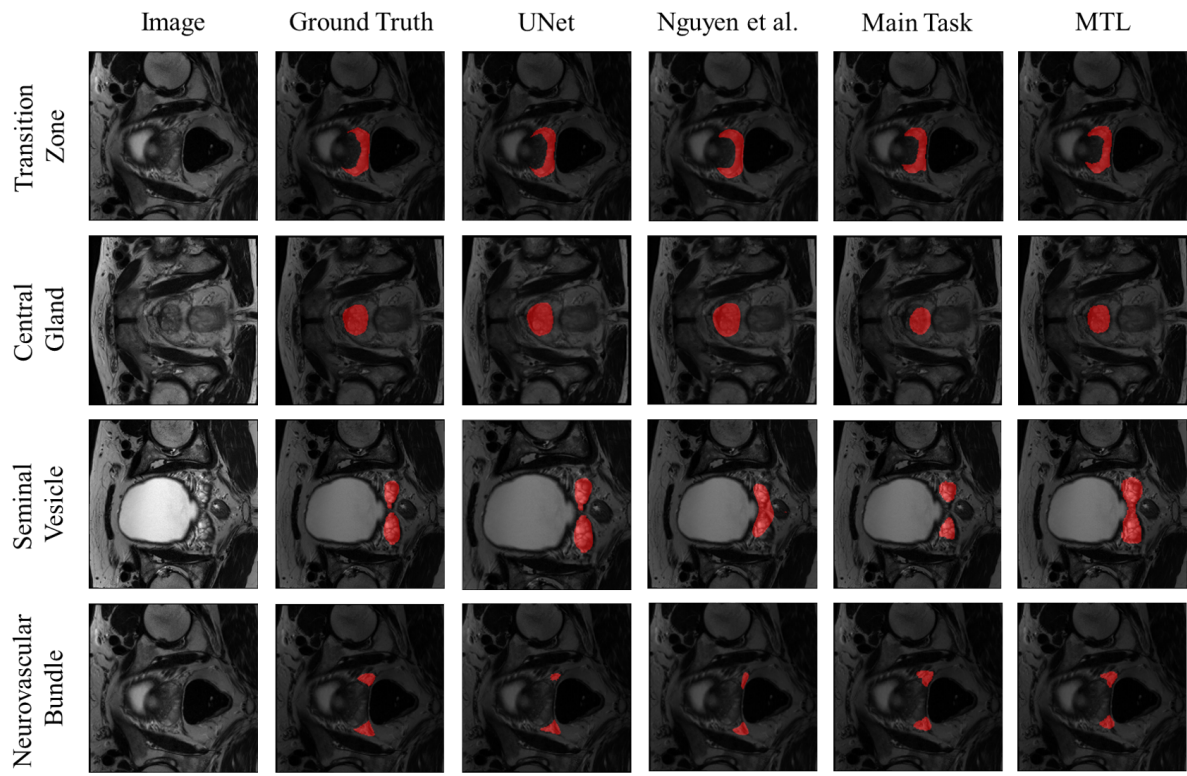 Image Ground Truth UNet Nguyen et al. Main Task MTL
Transition
Zone
Central
Gland
Seminal
Vesicle
Neurovascular
Bundle